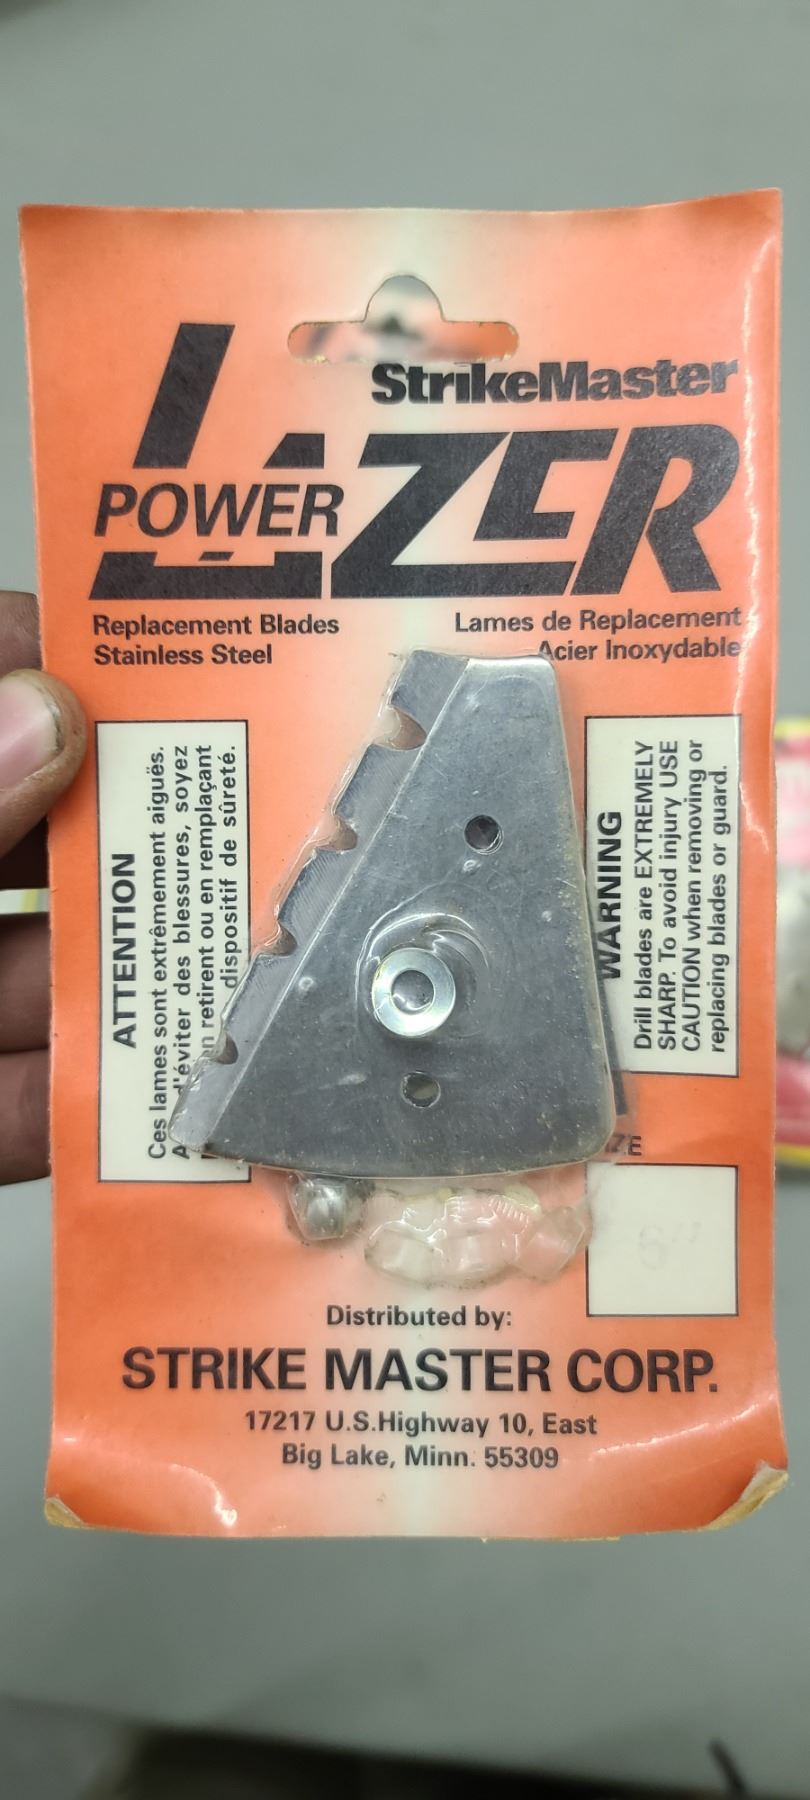 StrikeMaster
POWER
LAZER
Replacement Blades
Stainless Steel
Lames de Replacement
Acier Inoxydable
ATTENTION
Ces lames sont extrêmement aiguës.
d'éviter des blessures, soyez
retirent ou en remplaçant
dispositif de sûreté.
WARNING
Drill blades are EXTREMELY
SHARP. To avoid injury USE
CAUTION when removing or
replacing blades or guard.
Distributed by:
STRIKE MASTER CORP.
17217 U.S.Highway 10, East
Big Lake, Minn. 55309